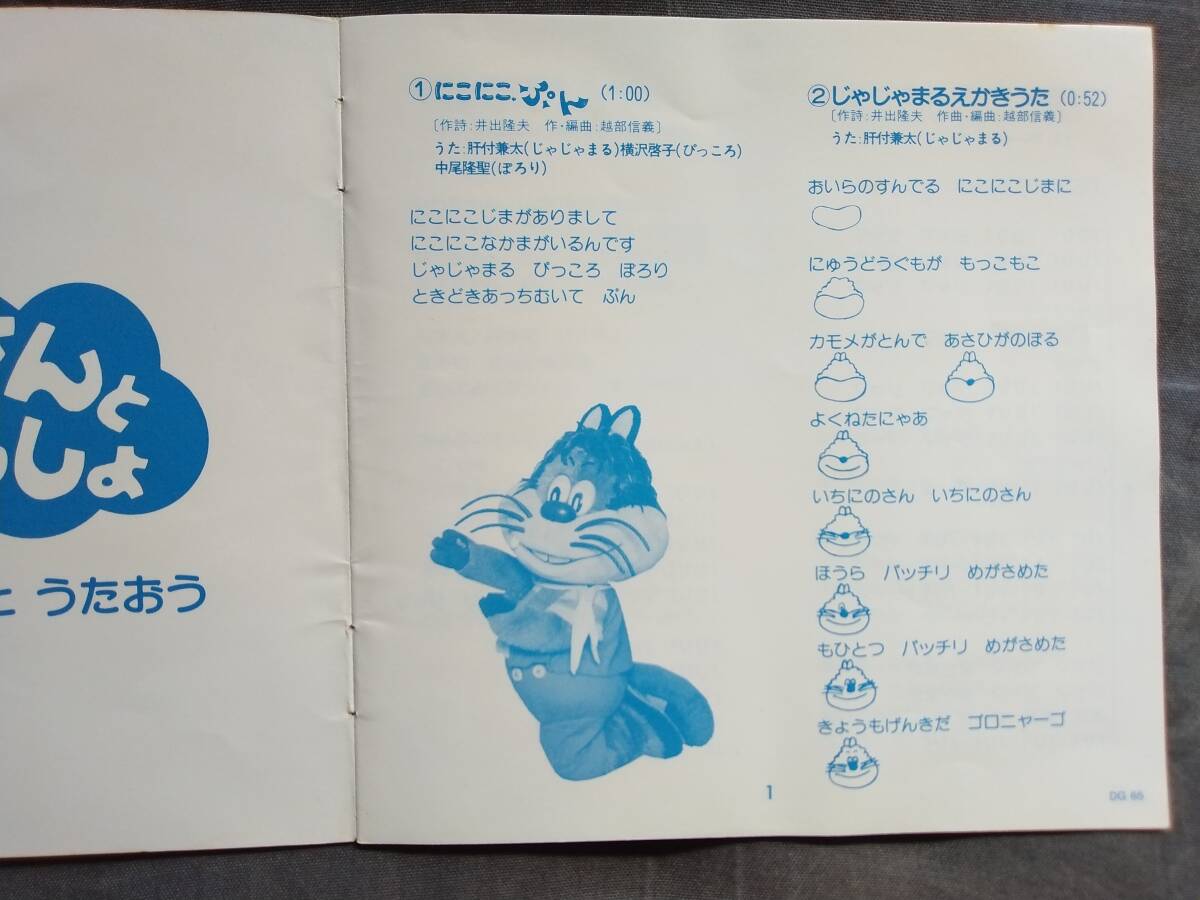 んと
しょ
うたおう
①にこにこ、ぷん (1:00)
〔作詩:井出隆夫 作・編曲:越部信義〕
うた:肝付兼太(じゃじゃまる)横沢啓子(ぴっころ)
中尾隆聖(ぽろり)
にこにこじまがありまして
にこにこなかまがいるんです
じゃじゃまる ぴっころ ぽろり
ときどきあっちむいて ぷん
②じゃじゃまるえかきうた (0:52)
〔作詩:井出隆夫 作曲・編曲:越部信義〕
うた:肝付兼太(じゃじゃまる)
おいらのすんでる にこにこじまに
にゅうどうぐもが もっこもこ
カモメがとんで あさひがのぼる
よくねたにゃあ
いちにのさん いちにのさん
ほうら パッチリ めがさめた
もひとつ パッチリ めがさめた
きょうもげんきだ ゴロニャーゴ
1
DG 65